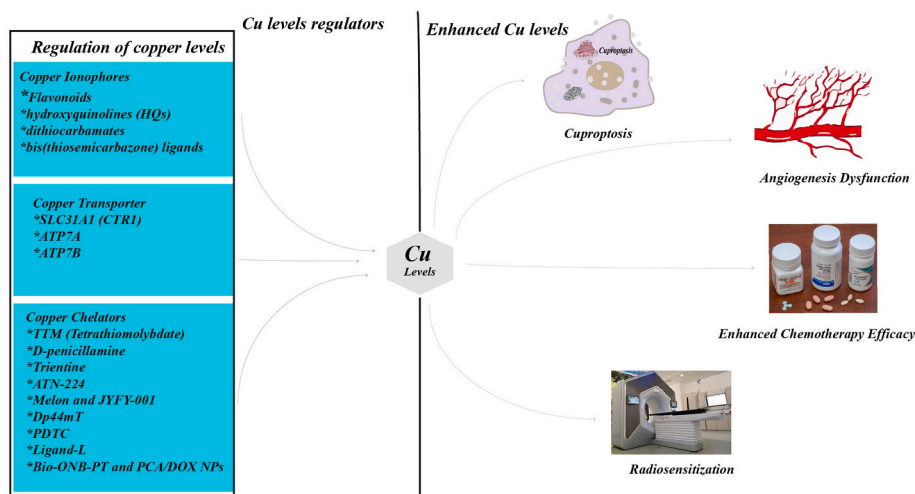 Cu levels regulators
Regulation of copper levels
Copper Ionophores
*Flavonoids
*hydroxyquinolines (HQs)
*dithiocarbamates
*bis(thiosemicarbazone) ligands
Copper Transporter
*SLC31A1 (CTR1)
*ATP7A
*ATP7B
Copper Chelators
*TTM (Tetrathiomolybdate)
*D-penicillamine
*Trientine
*ATN-224
*Melon and JYFY-001
*Dp44mT
*PDTC
*Ligand-L
*Bio-ONB-PT and PCA/DOX NPs
Cu
Levels
Enhanced Cu levels
Cuproptosis
Cuproptosis
Angiogenesis Dysfunction
Enhanced Chemotherapy Efficacy
Radiosensitization